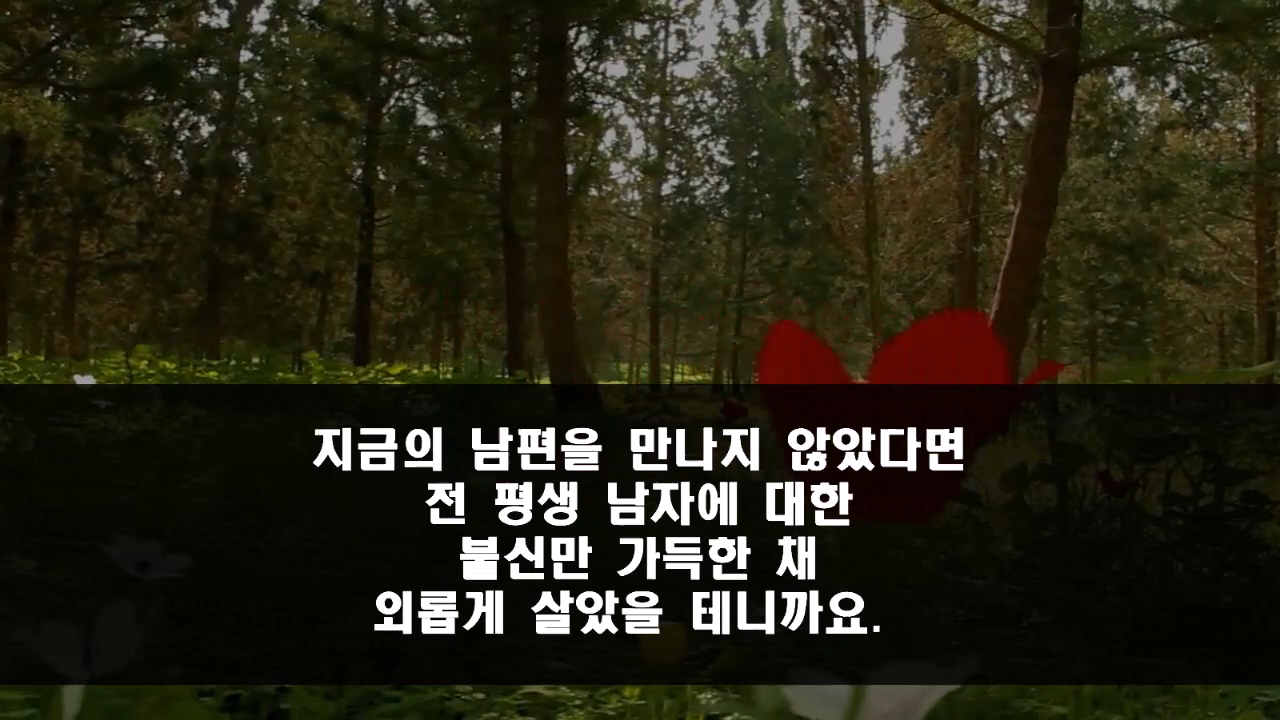 지금의 남편을 만나지 않았다면
전 평생 남자에 대한
불신만 가득한 채
외롭게 살았을 테니까요.